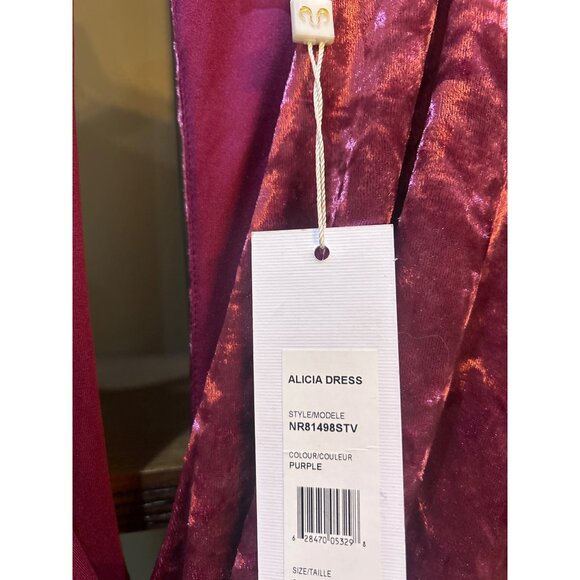 ALICIA DRESS
STYLE/MODELE
NR81498STV
COLOUR/COULEUR
PURPLE
6 28470 05329 8
SIZE/TAILLE